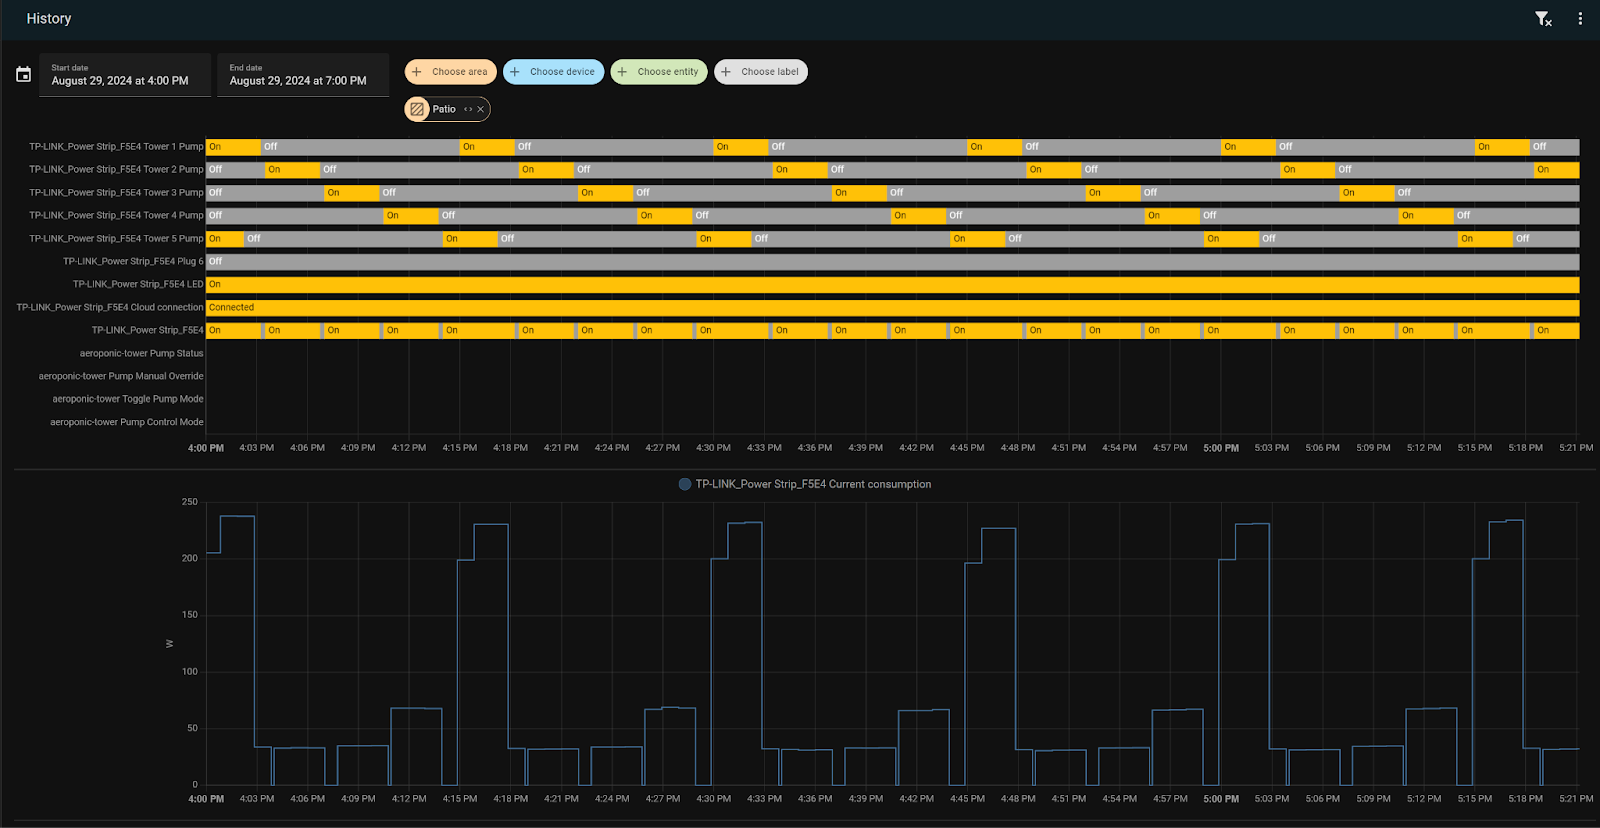 History
Start date
August 29, 2024 at 4:00 PM
End date
August 29, 2024 at 7:00 PM
+ Choose area
+ Choose device
+ Choose entity
+ Choose label
Patio
TP-LINK_Power Strip_F5E4 Tower 1 Pump On Off On Off On Off On Off On Off On Off
TP-LINK_Power Strip_F5E4 Tower 2 Pump Off On Off On Off On Off On Off On Off On
TP-LINK_Power Strip_F5E4 Tower 3 Pump Off On Off On Off On Off On Off On Off
TP-LINK_Power Strip_F5E4 Tower 4 Pump Off On Off On Off On Off On Off On Off
TP-LINK_Power Strip_F5E4 Tower 5 Pump On Off On Off On Off On Off On Off On Off
TP-LINK_Power Strip_F5E4 Plug 6 Off
TP-LINK_Power Strip_F5E4 LED On
TP-LINK_Power Strip_F5E4 Cloud connection Connected
TP-LINK_Power Strip_F5E4 On On On On On On On On On On On On On On On On On On On On On On
aeroponic-tower Pump Status
aeroponic-tower Pump Manual Override
aeroponic-tower Toggle Pump Mode
aeroponic-tower Pump Control Mode
4:00 PM 4:03 PM 4:06 PM 4:09 PM 4:12 PM 4:15 PM 4:18 PM 4:21 PM 4:24 PM 4:27 PM 4:30 PM 4:33 PM 4:36 PM 4:39 PM 4:42 PM 4:45 PM 4:48 PM 4:51 PM 4:54 PM 4:57 PM 5:00 PM 5:03 PM 5:06 PM 5:09 PM 5:12 PM 5:15 PM 5:18 PM 5:21 PM
TP-LINK_Power Strip_F5E4 Current consumption
250
200
150
W
100
50
0
4:00 PM 4:03 PM 4:06 PM 4:09 PM 4:12 PM 4:15 PM 4:18 PM 4:21 PM 4:24 PM 4:27 PM 4:30 PM 4:33 PM 4:36 PM 4:39 PM 4:42 PM 4:45 PM 4:48 PM 4:51 PM 4:54 PM 4:57 PM 5:00 PM 5:03 PM 5:06 PM 5:09 PM 5:12 PM 5:15 PM 5:18 PM 5:21 PM